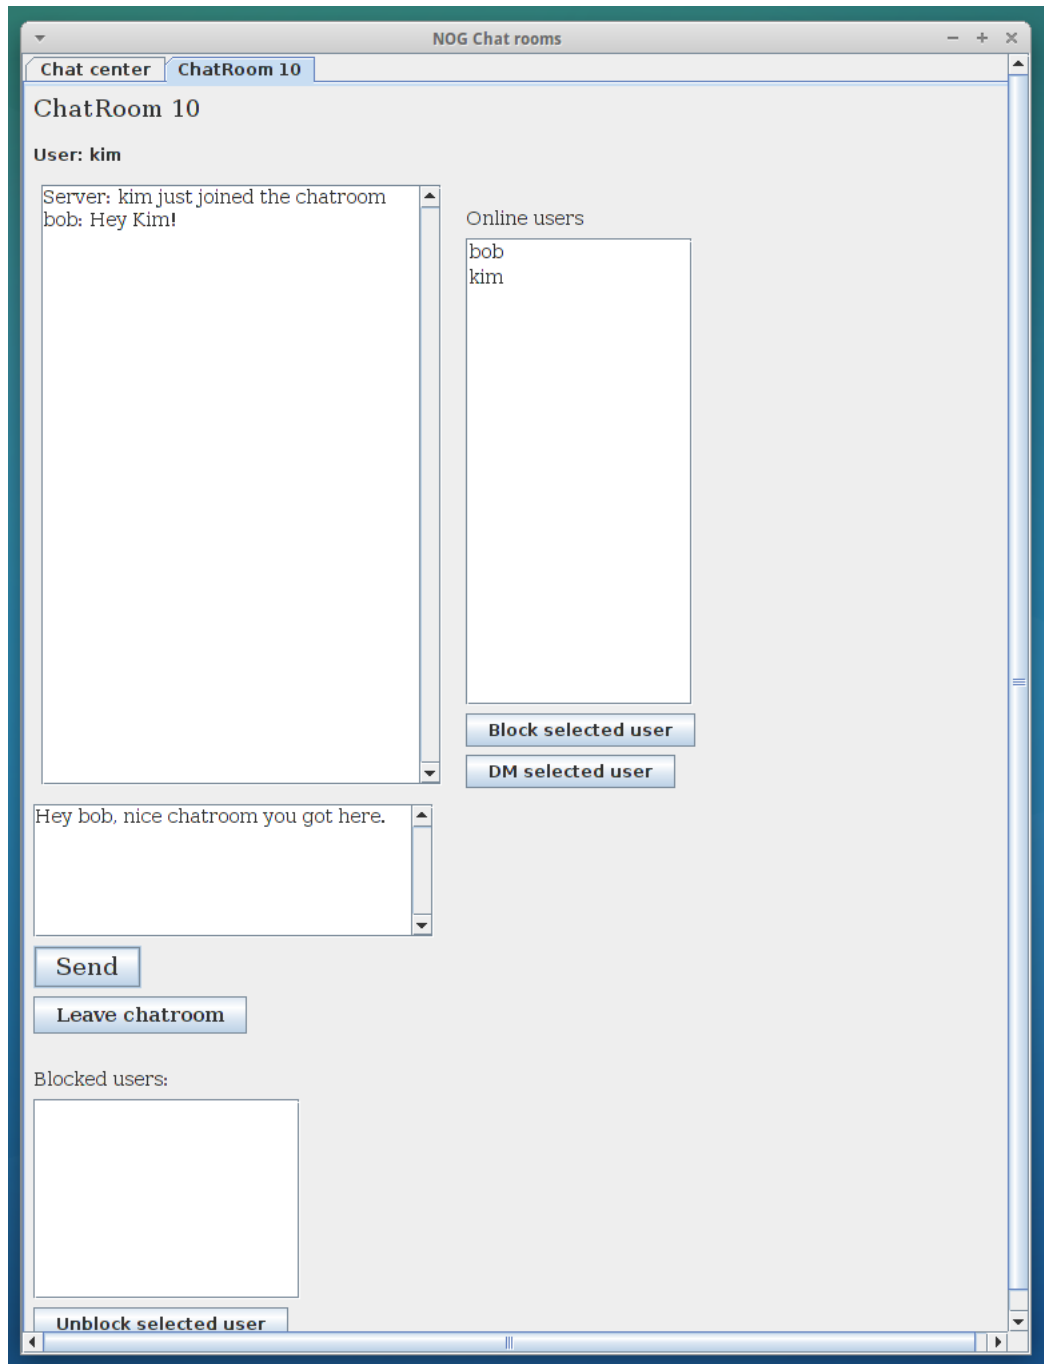 NOG Chat rooms
Chat center
ChatRoom 10
ChatRoom 10
User: kim
Server: kim just joined the chatroom
bob: Hey Kim!
Online users
bob
kim
Block selected user
DM selected user
Hey bob, nice chatroom you got here.
Send
Leave chatroom
Blocked users:
Unblock selected user